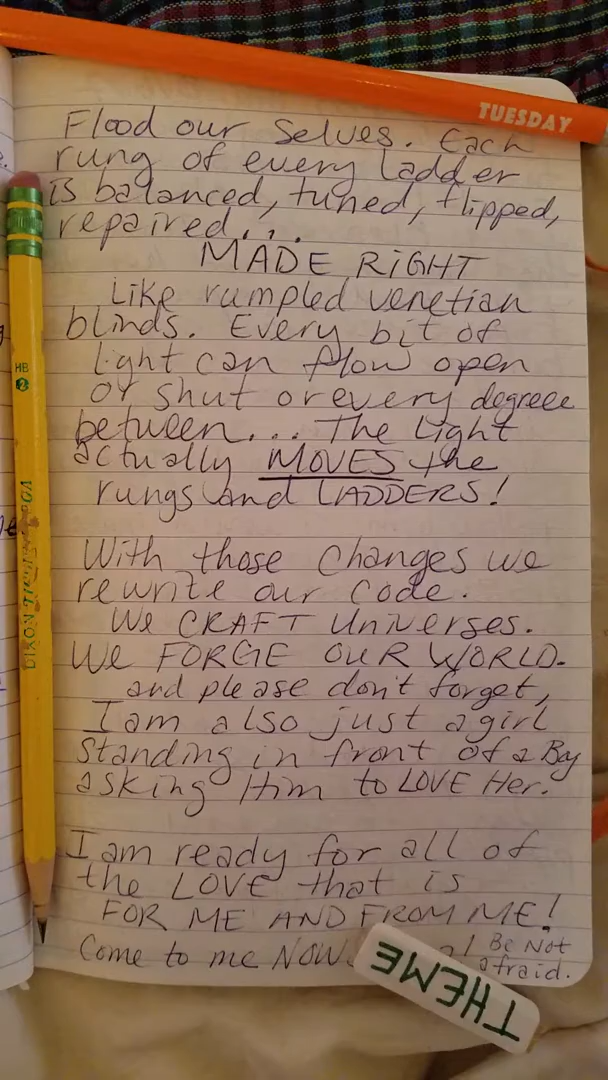 TUESDAY
Flood our Selves. Each
rung of every ladder
is balanced, tuned, flipped,
repaired...
MADE RiGHT
Like rumpled venetian
blinds. Every bit of
Light can flow open
or shut or every degreee
between... The Light
actually MOVES the
rungs and LADDERS!
With those changes we
rewrite our code.
We CRAFT UniVerses.
We FORGE OUR WORLD.
and please don't forget,
I am also just a girl
standing in front of a Boy
asking Him to LOVE Her.
I am ready for all of
the LOVE that is
FOR ME AND FROM ME!
Come to me NOW
Be Not
afraid.
THEME
HB
2
DIXON